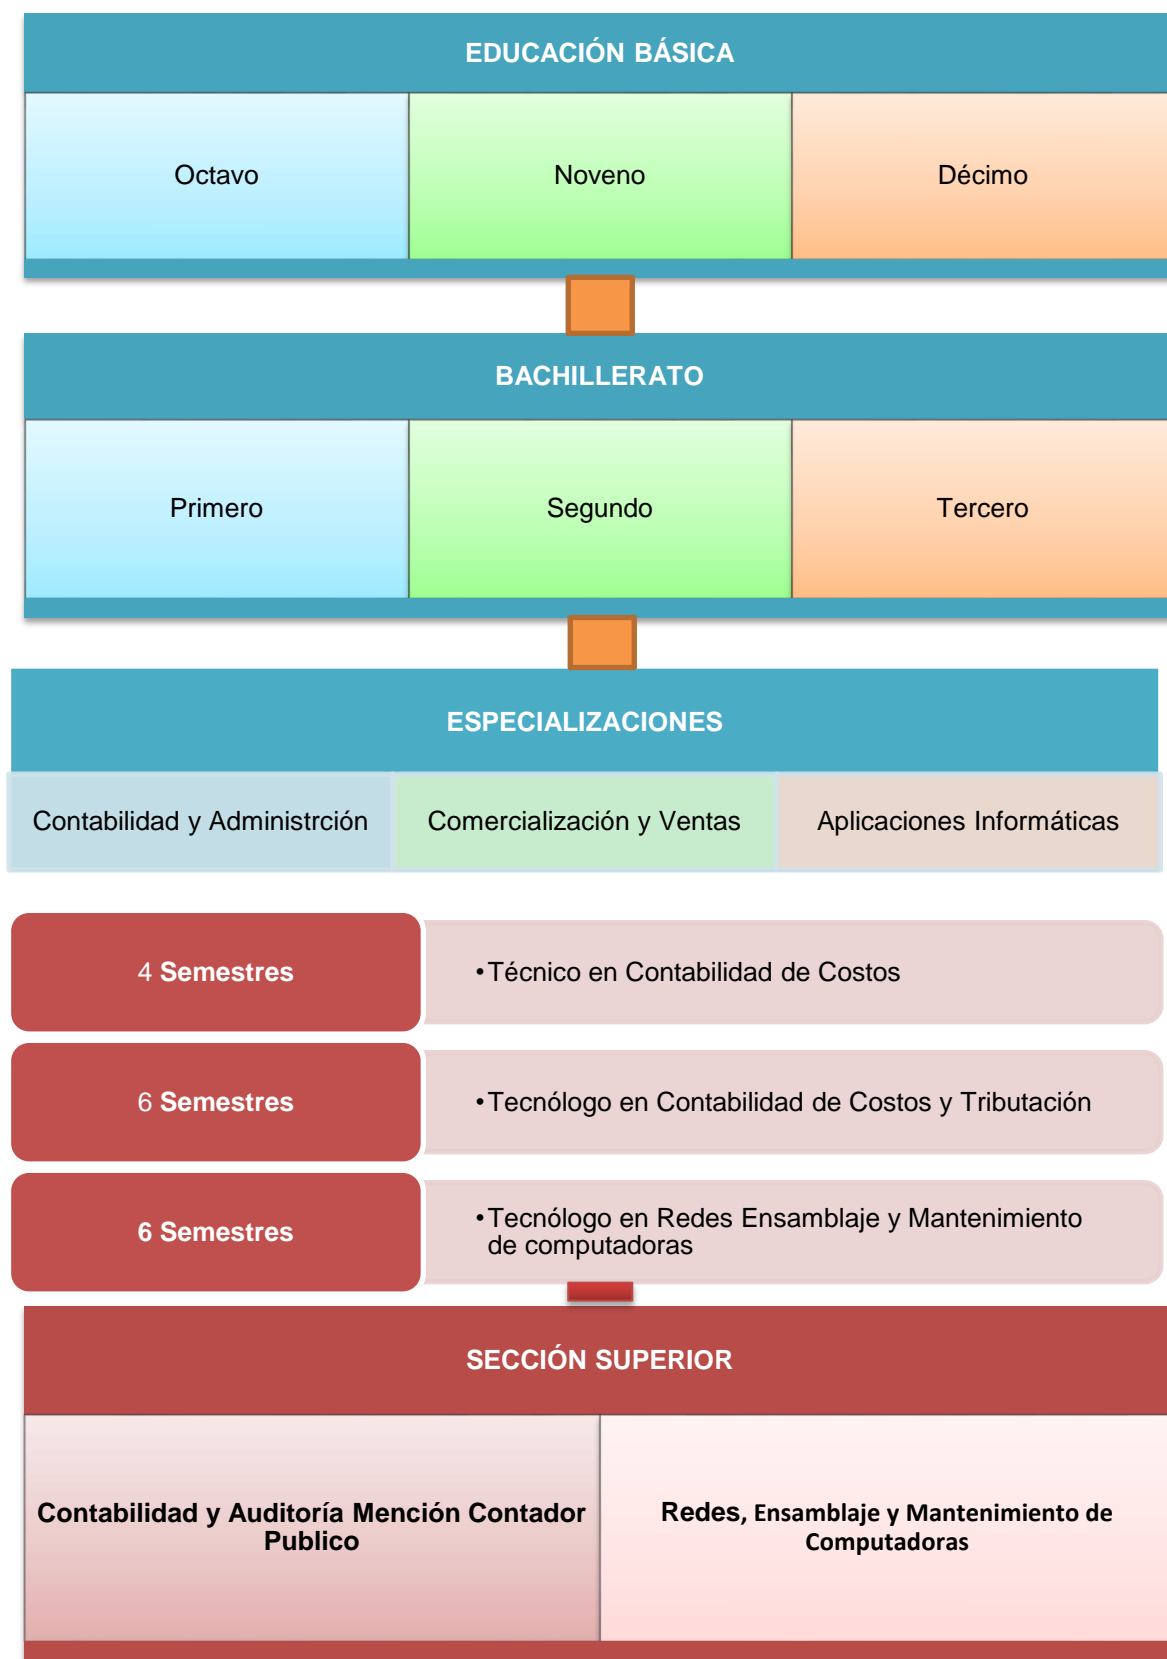 EDUCACIÓN BÁSICA
Octavo
Noveno
Décimo
BACHILLERATO
Primero
Segundo
Tercero
ESPECIALIZACIONES
Contabilidad y Administrción
Comercialización y Ventas
Aplicaciones Informáticas
4 Semestres
•Técnico en Contabilidad de Costos
6 Semestres
•Tecnólogo en Contabilidad de Costos y Tributación
6 Semestres
•Tecnólogo en Redes Ensamblaje y Mantenimiento
de computadoras
SECCIÓN SUPERIOR
Contabilidad y Auditoría Mención Contador
Publico
Redes, Ensamblaje y Mantenimiento de
Computadoras